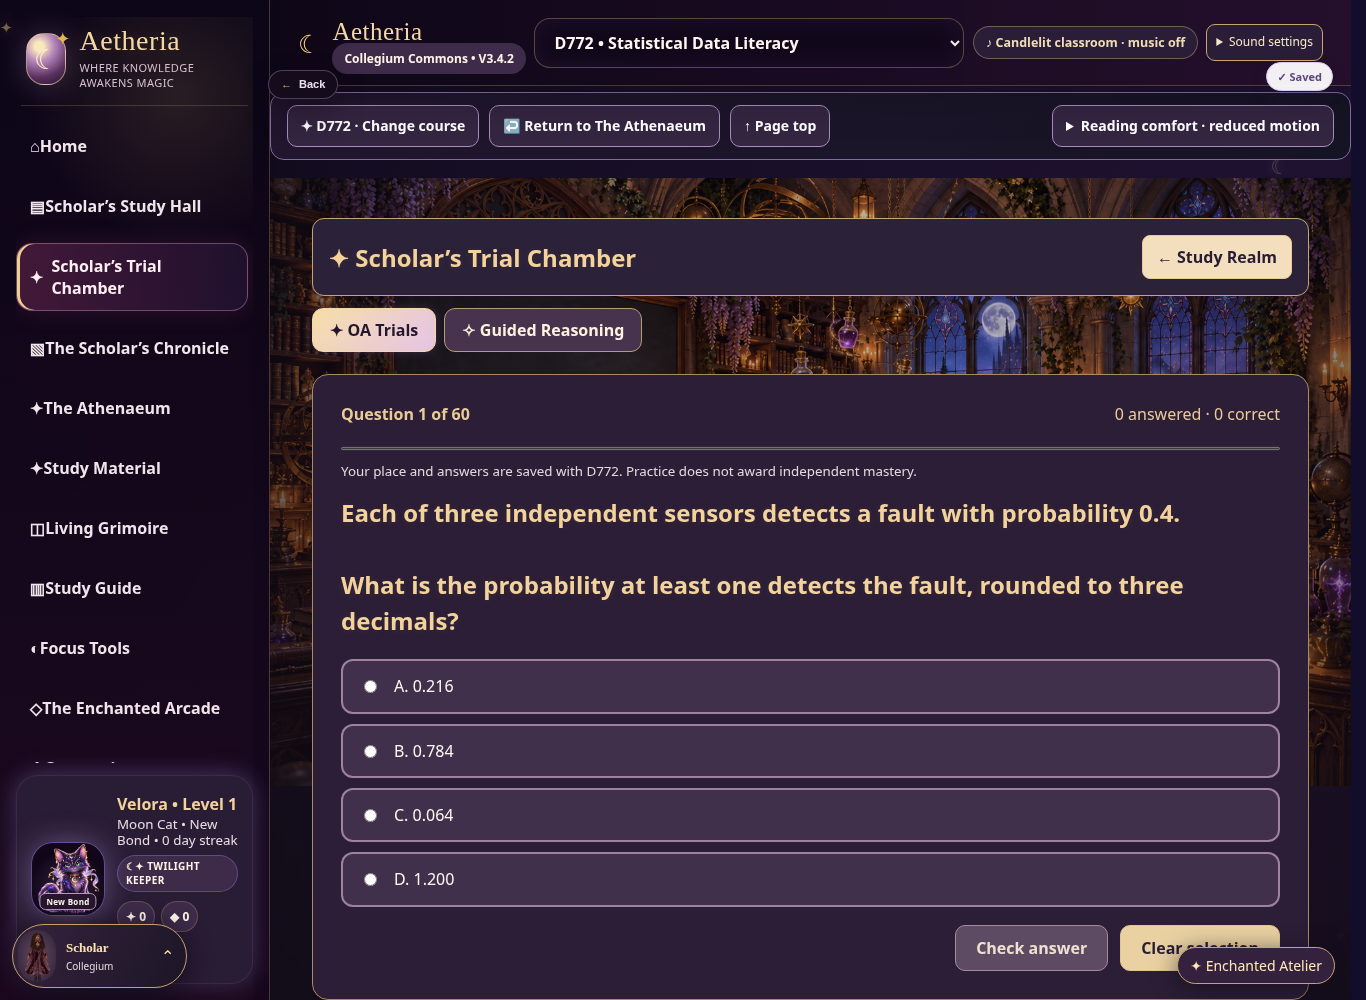 Aetheria
WHERE KNOWLEDGE
AWAKENS MAGIC
⌂Home
▤Scholar’s Study Hall
✦ Scholar’s Trial
Chamber
▧The Scholar’s Chronicle
✦The Athenaeum
✦Study Material
◫Living Grimoire
▥Study Guide
Focus Tools
◇The Enchanted Arcade
Velora • Level 1
Moon Cat • New
Bond • 0 day streak
☾✦ TWILIGHT
KEEPER
New Bond
✦ 0 ◆ 0
Scholar
Collegium
Aetheria
Collegium Commons • V3.4.2
D772 • Statistical Data Literacy
♪ Candlelit classroom · music off
▶ Sound settings
✓ Saved
← Back
✦ D772 · Change course
↩ Return to The Athenaeum
↑ Page top
▶ Reading comfort · reduced motion
✦ Scholar’s Trial Chamber
← Study Realm
✦ OA Trials
✧ Guided Reasoning
Question 1 of 60
0 answered · 0 correct
Your place and answers are saved with D772. Practice does not award independent mastery.
Each of three independent sensors detects a fault with probability 0.4.
What is the probability at least one detects the fault, rounded to three
decimals?
A. 0.216
B. 0.784
C. 0.064
D. 1.200
Check answer
Clear selection
✦ Enchanted Atelier